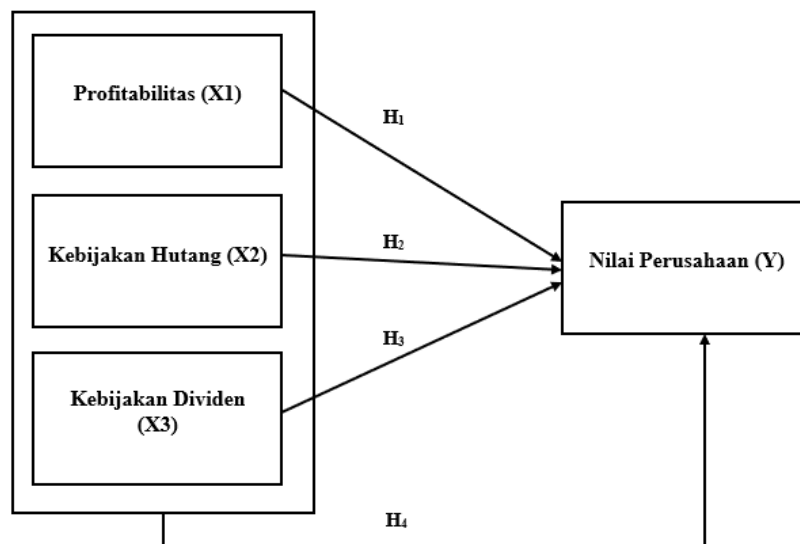 Profitabilitas (X1)
H₁
Kebijakan Hutang (X2)
H₂
Nilai Perusahaan (Y)
H₃
Kebijakan Dividen
(X3)
H₄